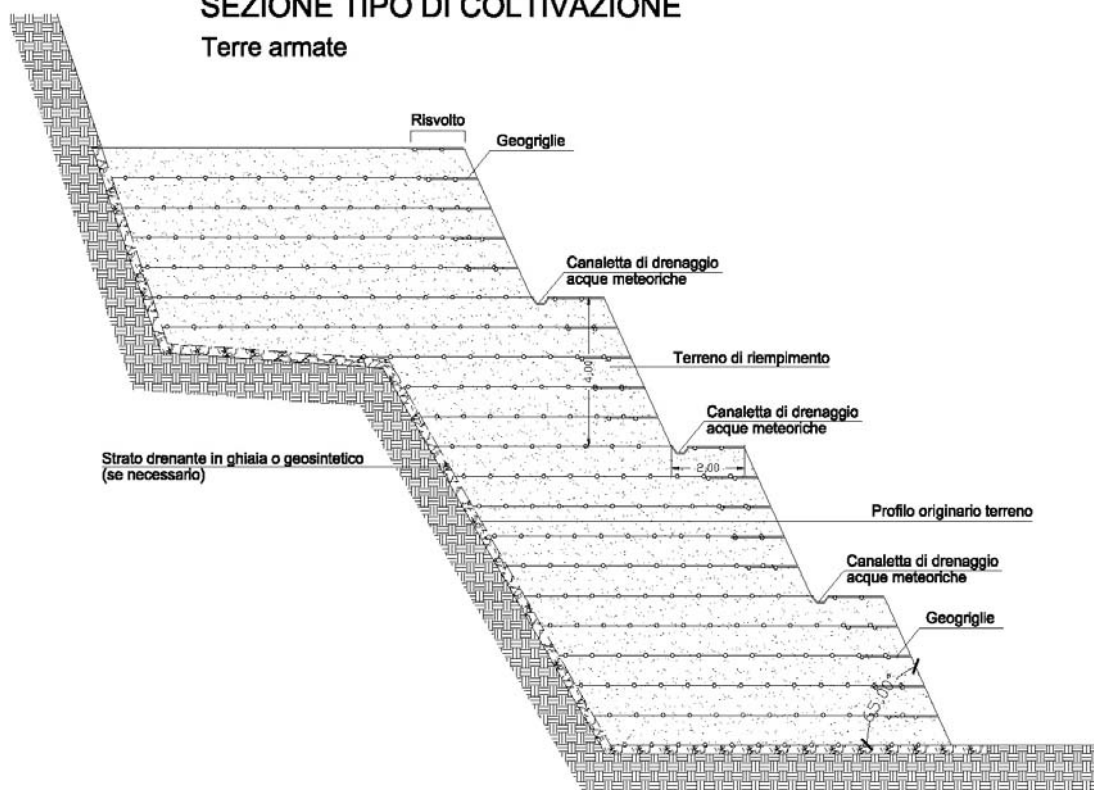 SEZIONE TIPO DI COLTIVAZIONE
Terre armate
Risvolto
Geogriglie
Canaletta di drenaggio
acque meteoriche
4,00
Terreno di riempimento
Canaletta di drenaggio
acque meteoriche
2,00
Strato drenante in ghiaia o geosintetico
(se necessario)
Profilo originario terreno
Canaletta di drenaggio
acque meteoriche
Geogriglie
65,00°